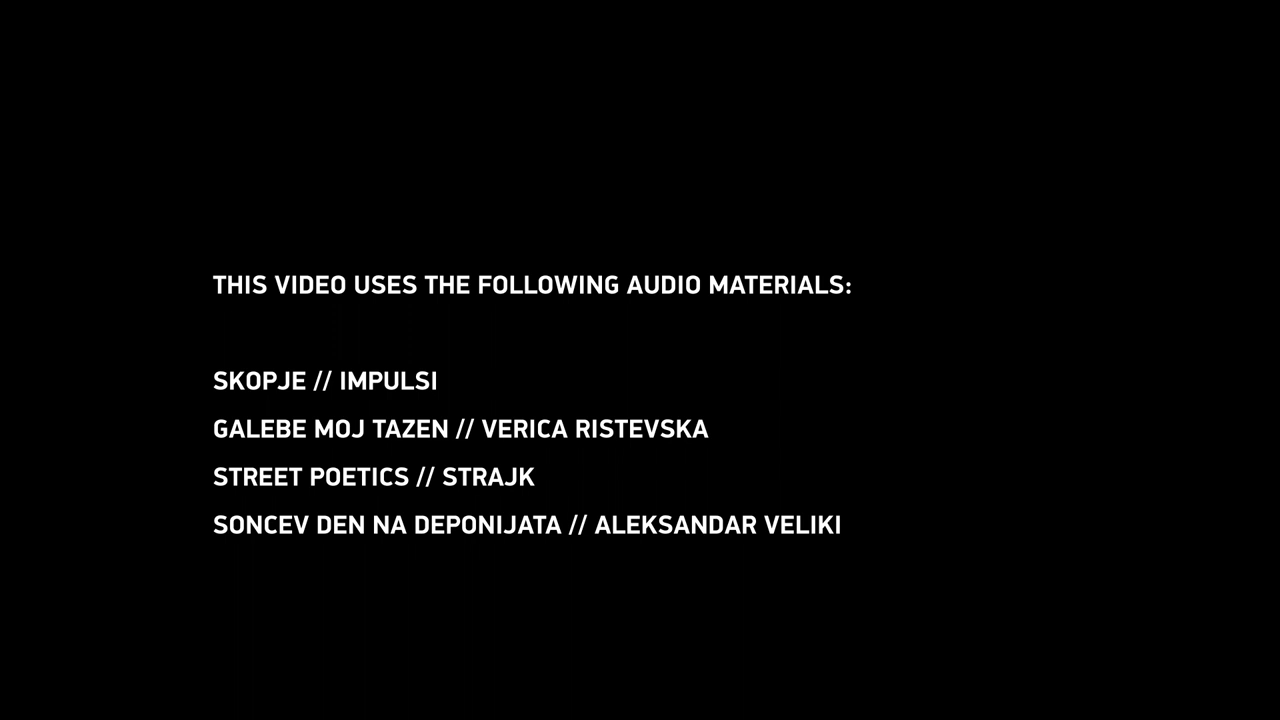 THIS VIDEO USES THE FOLLOWING AUDIO MATERIALS:
SKOPJE // IMPULSI
GALEBE MOJ TAZEN // VERICA RISTEVSKA
STREET POETICS // STRAJK
SONCEV DEN NA DEPONIJATA // ALEKSANDAR VELIKI